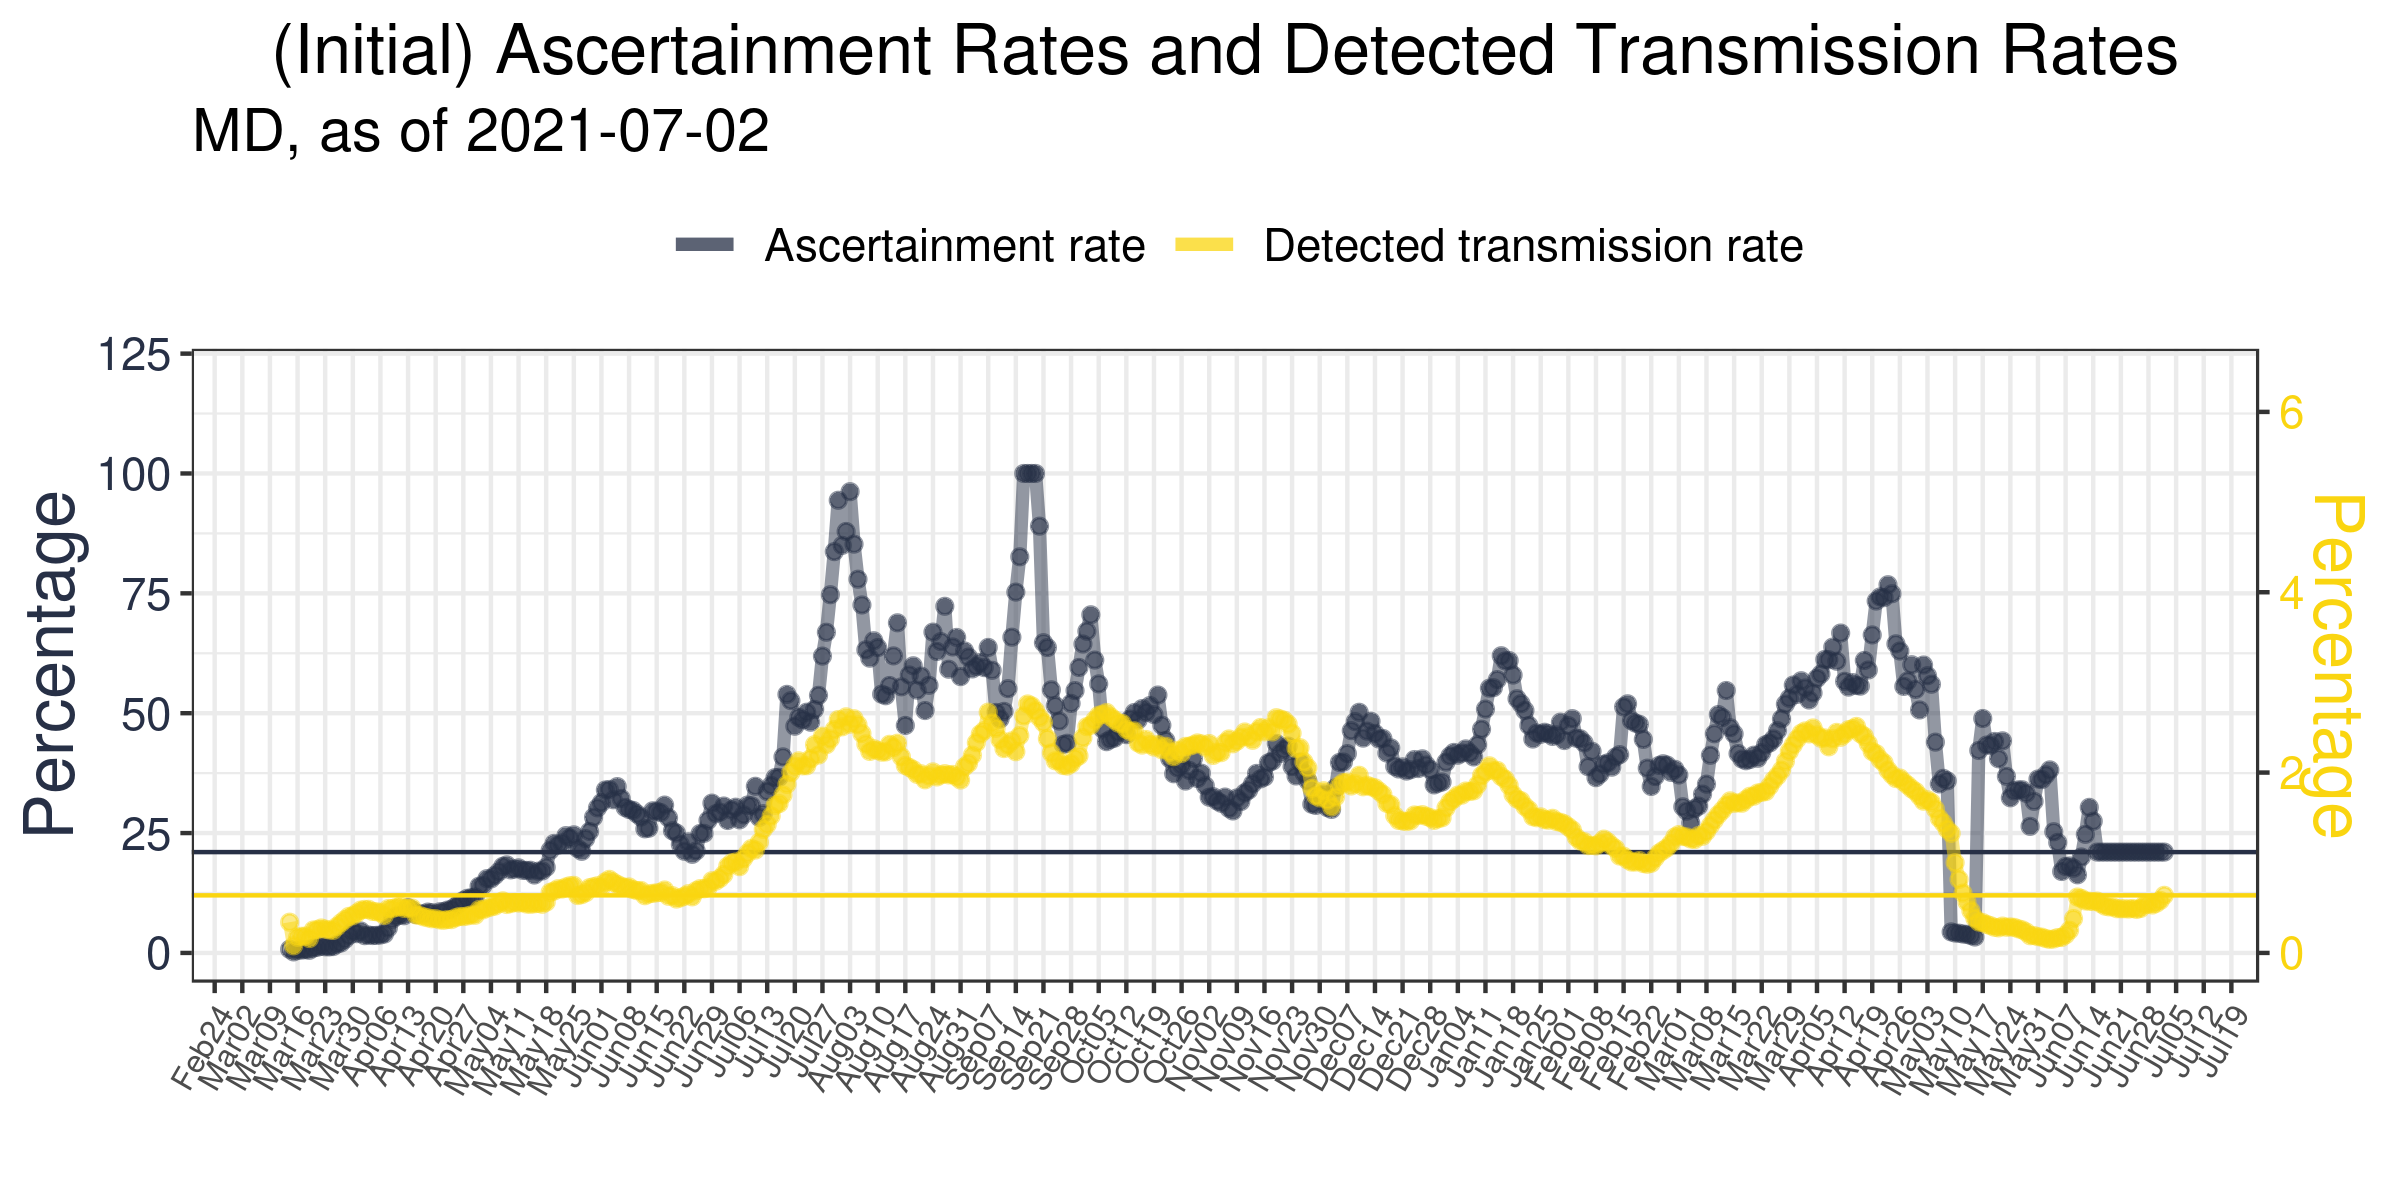 (Initial) Ascertainment Rates and Detected Transmission Rates
MD, as of 2021-07-02
Ascertainment rate
Detected transmission rate
125
100
75
50
25
0
Percentage
6
4
2
0
Percentage
Feb24
Mar02
Mar09
Mar16
Mar23
Mar30
Apr06
Apr13
Apr20
Apr27
May04
May11
May18
May25
Jun01
Jun08
Jun15
Jun22
Jun29
Jul06
Jul13
Jul20
Jul27
Aug03
Aug10
Aug17
Aug24
Aug31
Sep07
Sep14
Sep21
Sep28
Oct05
Oct12
Oct19
Oct26
Nov02
Nov09
Nov16
Nov23
Nov30
Dec07
Dec14
Dec21
Dec28
Jan04
Jan11
Jan18
Jan25
Feb01
Feb08
Feb15
Feb22
Mar01
Mar08
Mar15
Mar22
Mar29
Apr05
Apr12
Apr19
Apr26
May03
May10
May17
May24
May31
Jun07
Jun14
Jun21
Jun28
Jul05
Jul12
Jul19